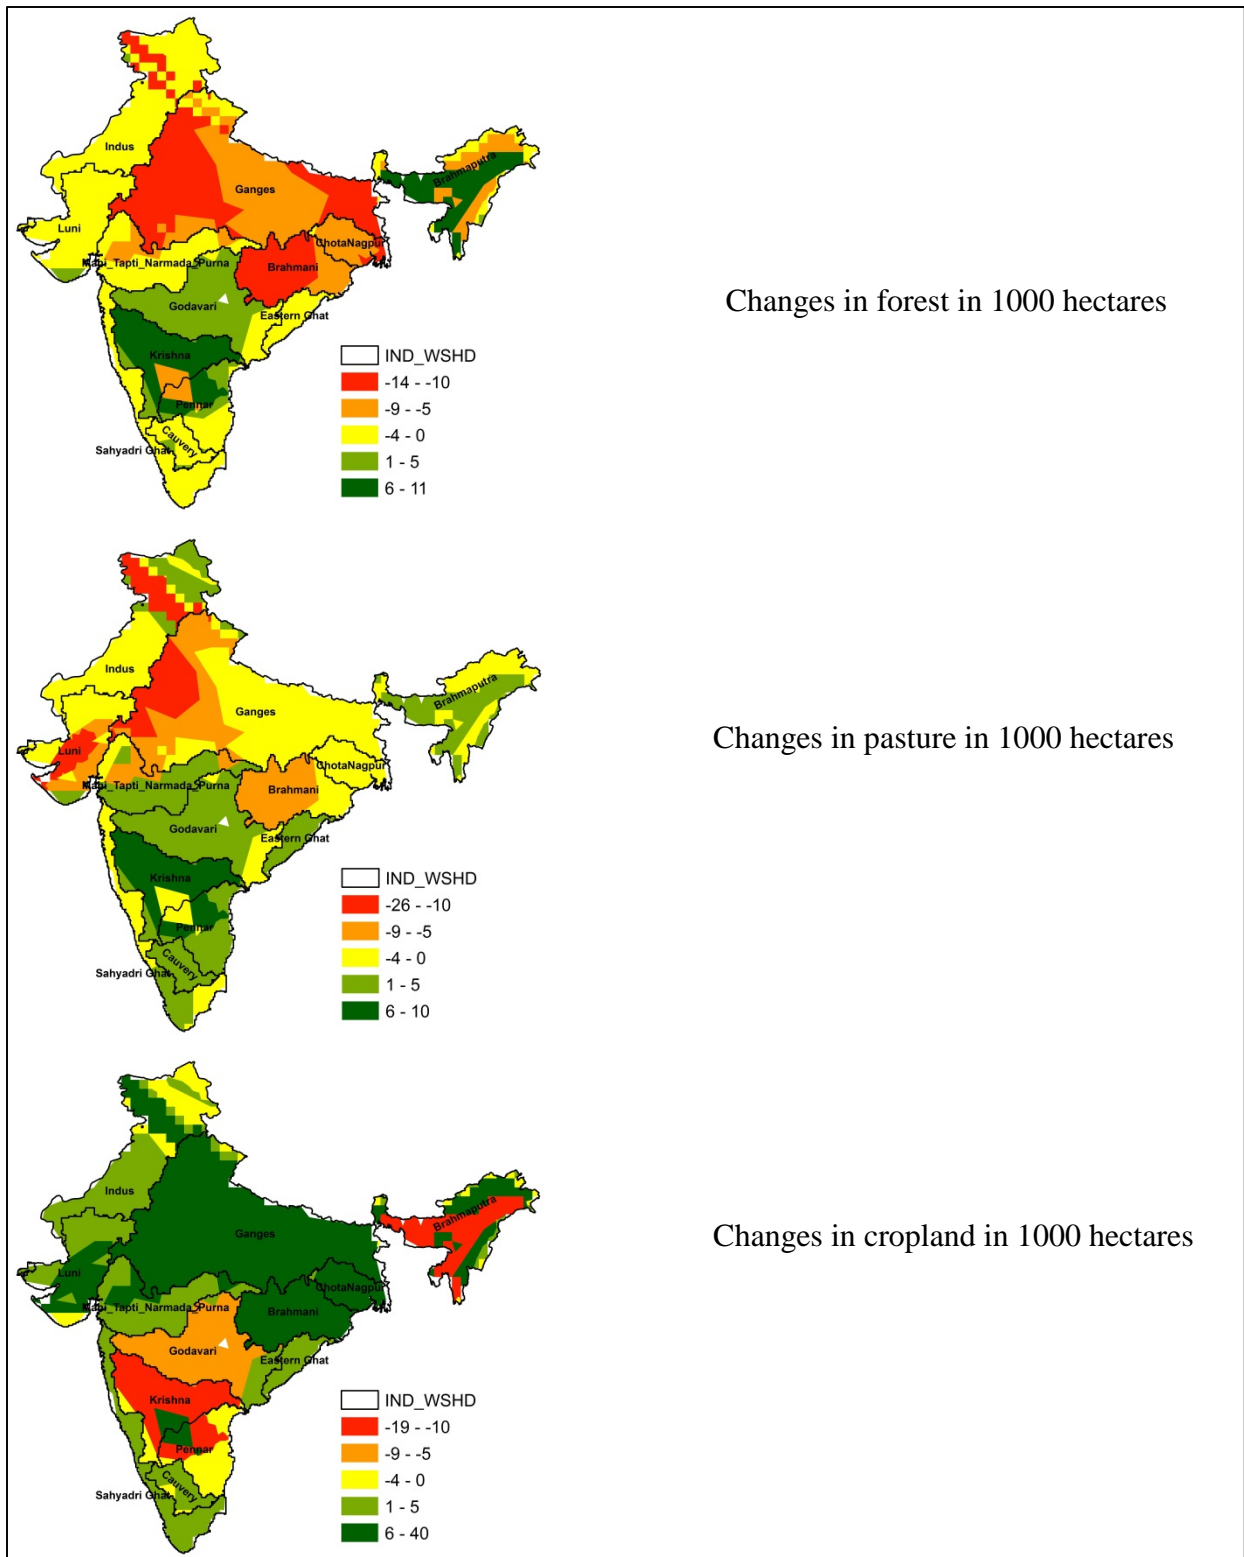 Indus
Ganges
Brahmaputra
Luni
ChotaNagpur
Mahi_Tapti_Narmada_Purna
Brahmani
Godavari
Eastern Ghat
Krishna
Pennar
Cauvery
Sahyadri Ghat
IND_WSHD
-14 - -10
-9 - -5
-4 - 0
1 - 5
6 - 11
Changes in forest in 1000 hectares
Indus
Ganges
Brahmaputra
Luni
ChotaNagpur
Mahi_Tapti_Narmada_Purna
Brahmani
Godavari
Eastern Ghat
Krishna
Pennar
Cauvery
Sahyadri Ghat
IND_WSHD
-26 - -10
-9 - -5
-4 - 0
1 - 5
6 - 10
Changes in pasture in 1000 hectares
Indus
Ganges
Brahmaputra
Luni
ChotaNagpur
Mahi_Tapti_Narmada_Purna
Brahmani
Godavari
Eastern Ghat
Krishna
Pennar
Cauvery
Sahyadri Ghat
IND_WSHD
-19 - -10
-9 - -5
-4 - 0
1 - 5
6 - 40
Changes in cropland in 1000 hectares